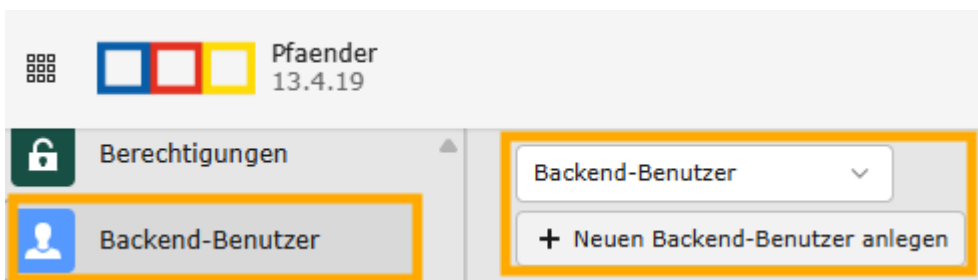 Pfaender
13.4.19
Berechtigungen
Backend-Benutzer
Backend-Benutzer
+ Neuen Backend-Benutzer anlegen